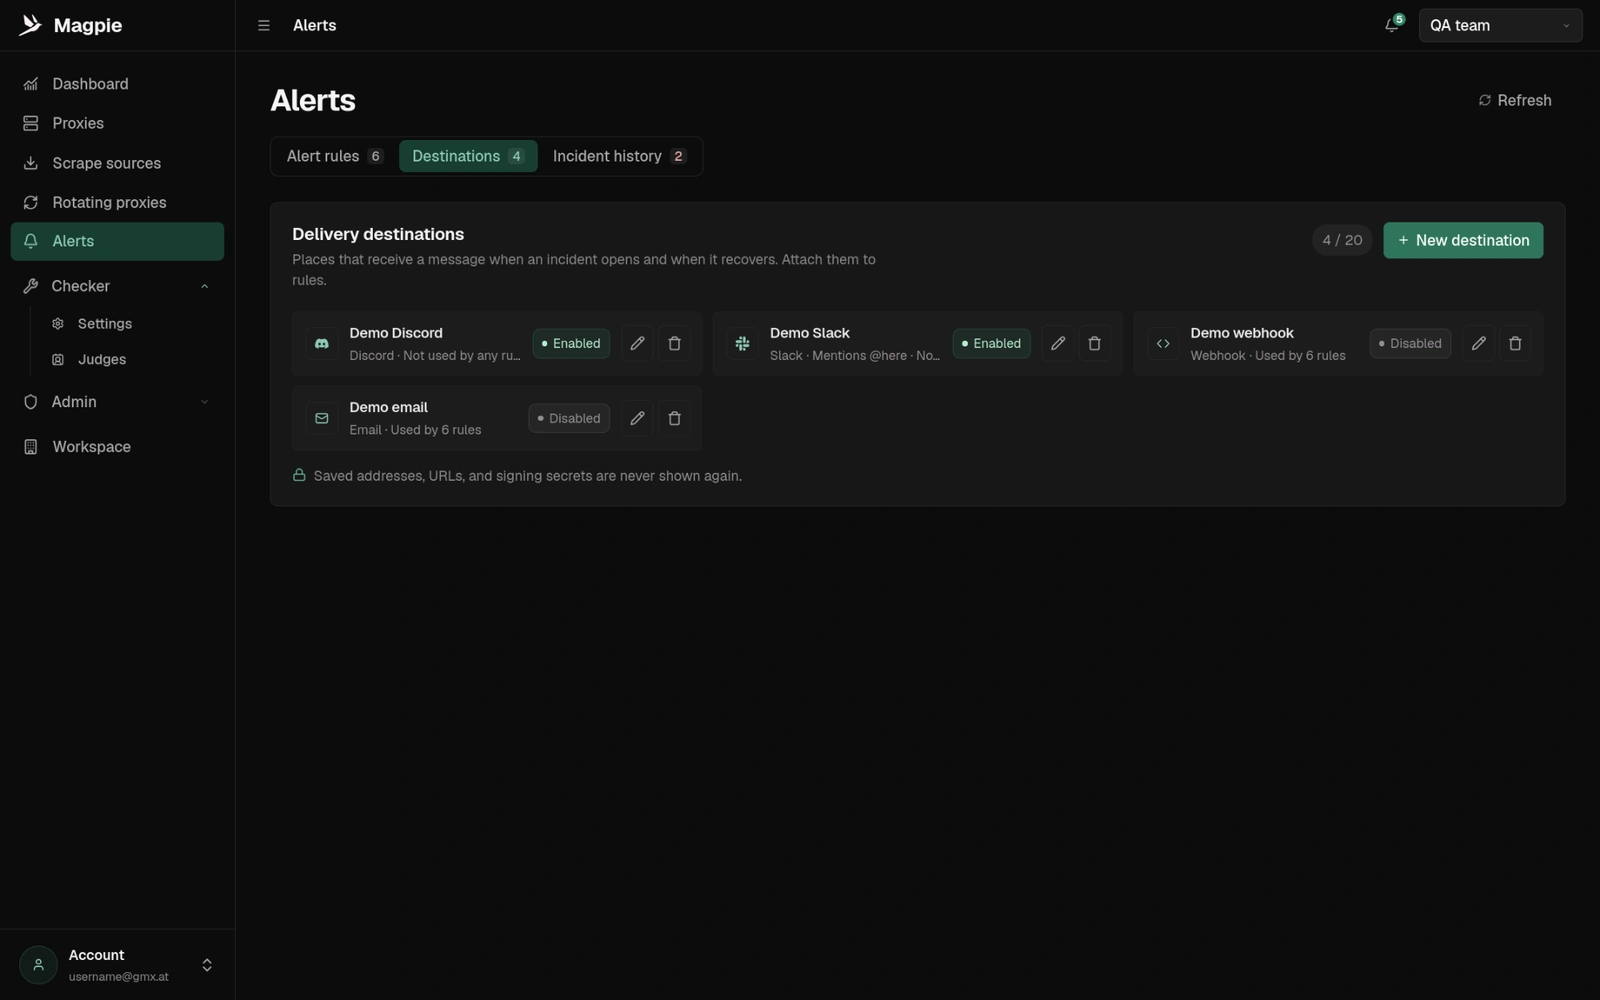 Magpie
Alerts
5
QA team
Dashboard
Proxies
Scrape sources
Rotating proxies
Alerts
Checker
Settings
Judges
Admin
Workspace
Alerts
Refresh
Alert rules 6
Destinations 4
Incident history 2
Delivery destinations
Places that receive a message when an incident opens and when it recovers. Attach them to
rules.
4 / 20
+ New destination
Demo Discord
Discord · Not used by any ru...
Enabled
Demo Slack
Slack · Mentions @here · No...
Enabled
Demo webhook
Webhook · Used by 6 rules
Disabled
Demo email
Email · Used by 6 rules
Disabled
Saved addresses, URLs, and signing secrets are never shown again.
Account
username@gmx.at